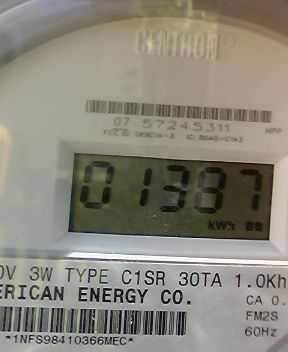 CENTRON
07 57245311
01387
kWh
0V 3W TYPE C1SR 30TA 1.0Kh
ERICAN ENERGY CO.
CA 0.
FM2S
*1NFS98410366MEC*
60Hz